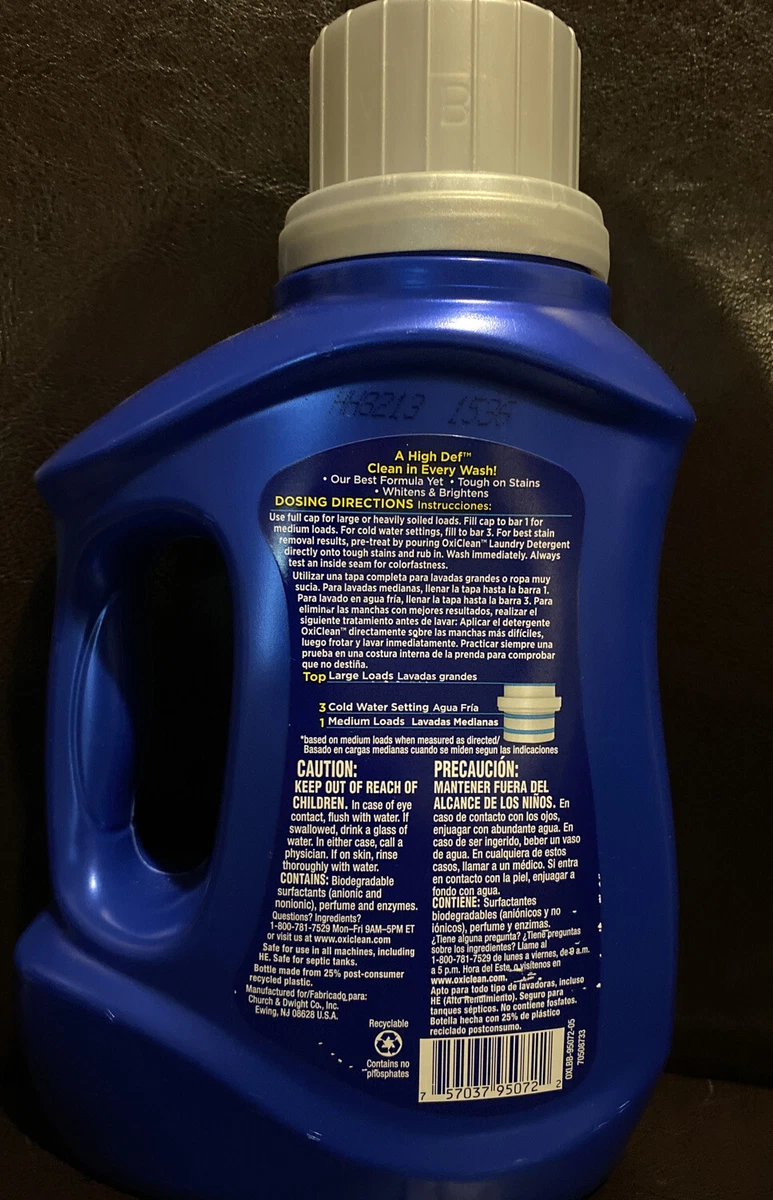 B
HH3213 1536
A High Def™
Clean in Every Wash!
• Our Best Formula Yet • Tough on Stains
• Whitens & Brightens
DOSING DIRECTIONS Instrucciones:
Use full cap for large or heavily soiled loads. Fill cap to bar 1 for
medium loads. For cold water settings, fill to bar 3. For best stain
removal results, pre-treat by pouring OxiClean™ Laundry Detergent
directly onto tough stains and rub in. Wash immediately. Always
test an inside seam for colorfastness.
Utilizar una tapa completa para lavadas grandes o ropa muy
sucia. Para lavadas medianas, llenar la tapa hasta la barra 1.
Para lavado en agua fría, llenar la tapa hasta la barra 3. Para
eliminar las manchas con mejores resultados, realizar el
siguiente tratamiento antes de lavar: Aplicar el detergente
OxiClean™ directamente sobre las manchas más difíciles,
luego frotar y lavar inmediatamente. Practicar siempre una
prueba en una costura interna de la prenda para comprobar
que no destiña.
Top Large Loads Lavadas grandes
3 Cold Water Setting Agua Fría
1 Medium Loads Lavadas Medianas
*based on medium loads when measured as directed/
Basado en cargas medianas cuando se miden segun las indicaciones
CAUTION:
KEEP OUT OF REACH OF
CHILDREN. In case of eye
contact, flush with water. If
swallowed, drink a glass of
water. In either case, call a
physician. If on skin, rinse
thoroughly with water.
CONTAINS: Biodegradable
surfactants (anionic and
nonionic), perfume and enzymes.
Questions? Ingredients?
1-800-781-7529 Mon-Fri 9AM-5PM ET
or visit us at www.oxiclean.com
Safe for use in all machines, including
HE. Safe for septic tanks.
Bottle made from 25% post-consumer
recycled plastic.
Manufactured for/Fabricado para:
Church & Dwight Co., Inc.
Ewing, NJ 08628 U.S.A.
PRECAUCIÓN:
MANTENER FUERA DEL
ALCANCE DE LOS NIÑOS. En
caso de contacto con los ojos,
enjuagar con abundante agua. En
caso de ser ingerido, beber un vaso
de agua. En cualquiera de estos
casos, llamar a un médico. Si entra
en contacto con la piel, enjuagar a
fondo con agua.
CONTIENE: Surfactantes
biodegradables (aniónicos y no
iónicos), perfume y enzimas.
¿Tiene alguna pregunta? ¿Tiene preguntas
sobre los ingredientes? Llame al
1-800-781-7529 de lunes a viernes, de 9 a.m.
a 5 p.m. Hora del Este, o visítenos en
www.oxiclean.com.
Apto para todo tipo de lavadoras, incluso
HE (Alto Rendimiento). Seguro para
tanques sépticos. No contiene fosfatos.
Botella hecha con 25% de plástico
reciclado postconsumo.
Recyclable
Contains no
phosphates
7 57037 95072 2
OXLBB-95072-05
70508733